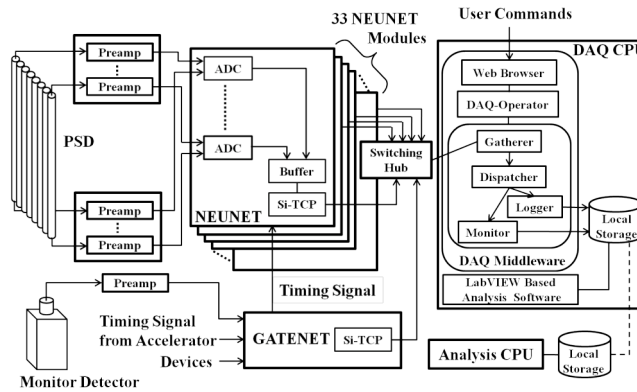 33 NEUNET
Modules
User Commands
DAQ CPU
Preamp
Preamp
ADC
ADC
Buffer
Si-TCP
NEUNET
PSD
Switching
Hub
Web Browser
DAQ-Operator
Gatherer
Dispatcher
Logger
Monitor
DAQ Middleware
Local
Storage
LabVIEW Based
Analysis Software
Preamp
Preamp
Preamp
Timing Signal
Timing Signal
from Accelerator
Devices
GATENET
Si-TCP
Monitor Detector
Analysis CPU
Local
Storage